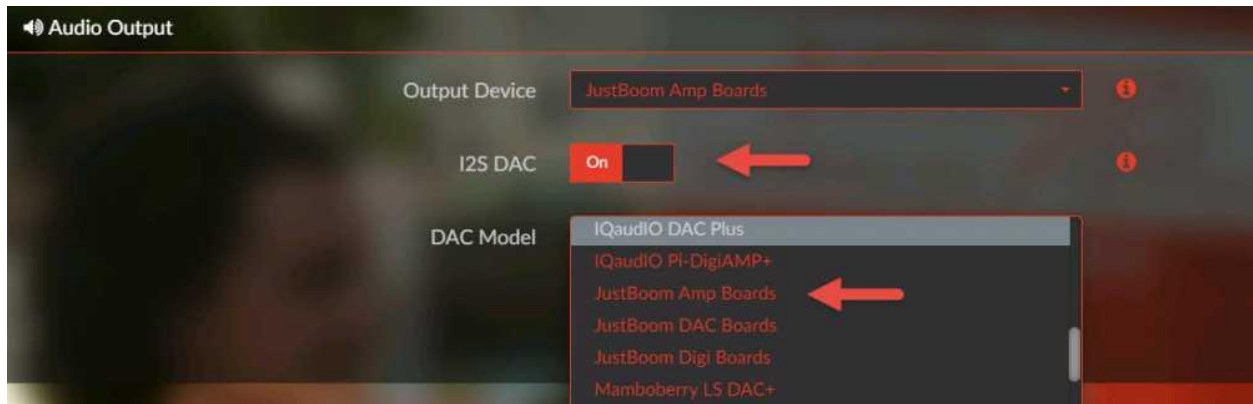 Audio Output
Output Device JustBoom Amp Boards
I2S DAC On
DAC Model IQaudIO DAC Plus
IQaudIO Pi-DigiAMP+
JustBoom Amp Boards
JustBoom DAC Boards
JustBoom Digi Boards
Mamboberry LS DAC+